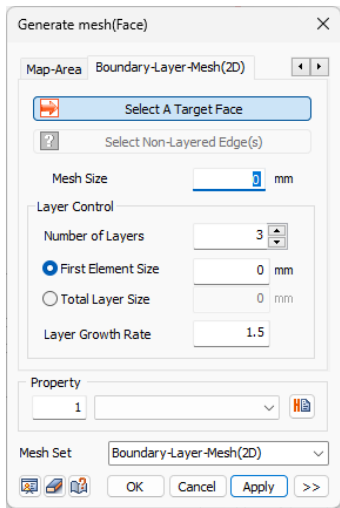 Generate mesh(Face)
Map-Area Boundary-Layer-Mesh(2D)
Select A Target Face
? Select Non-Layered Edge(s)
Mesh Size 0 mm
Layer Control
Number of Layers 3
First Element Size 0 mm
Total Layer Size 0 mm
Layer Growth Rate 1.5
Property
1
Mesh Set Boundary-Layer-Mesh(2D)
OK Cancel Apply >>